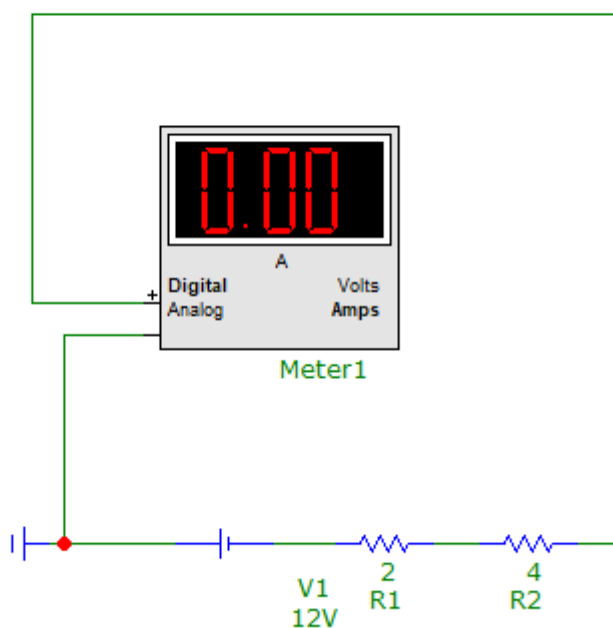 0.00
A
Digital Volts
+
Analog Amps
Meter1
2 4
V1 R1 R2
12V